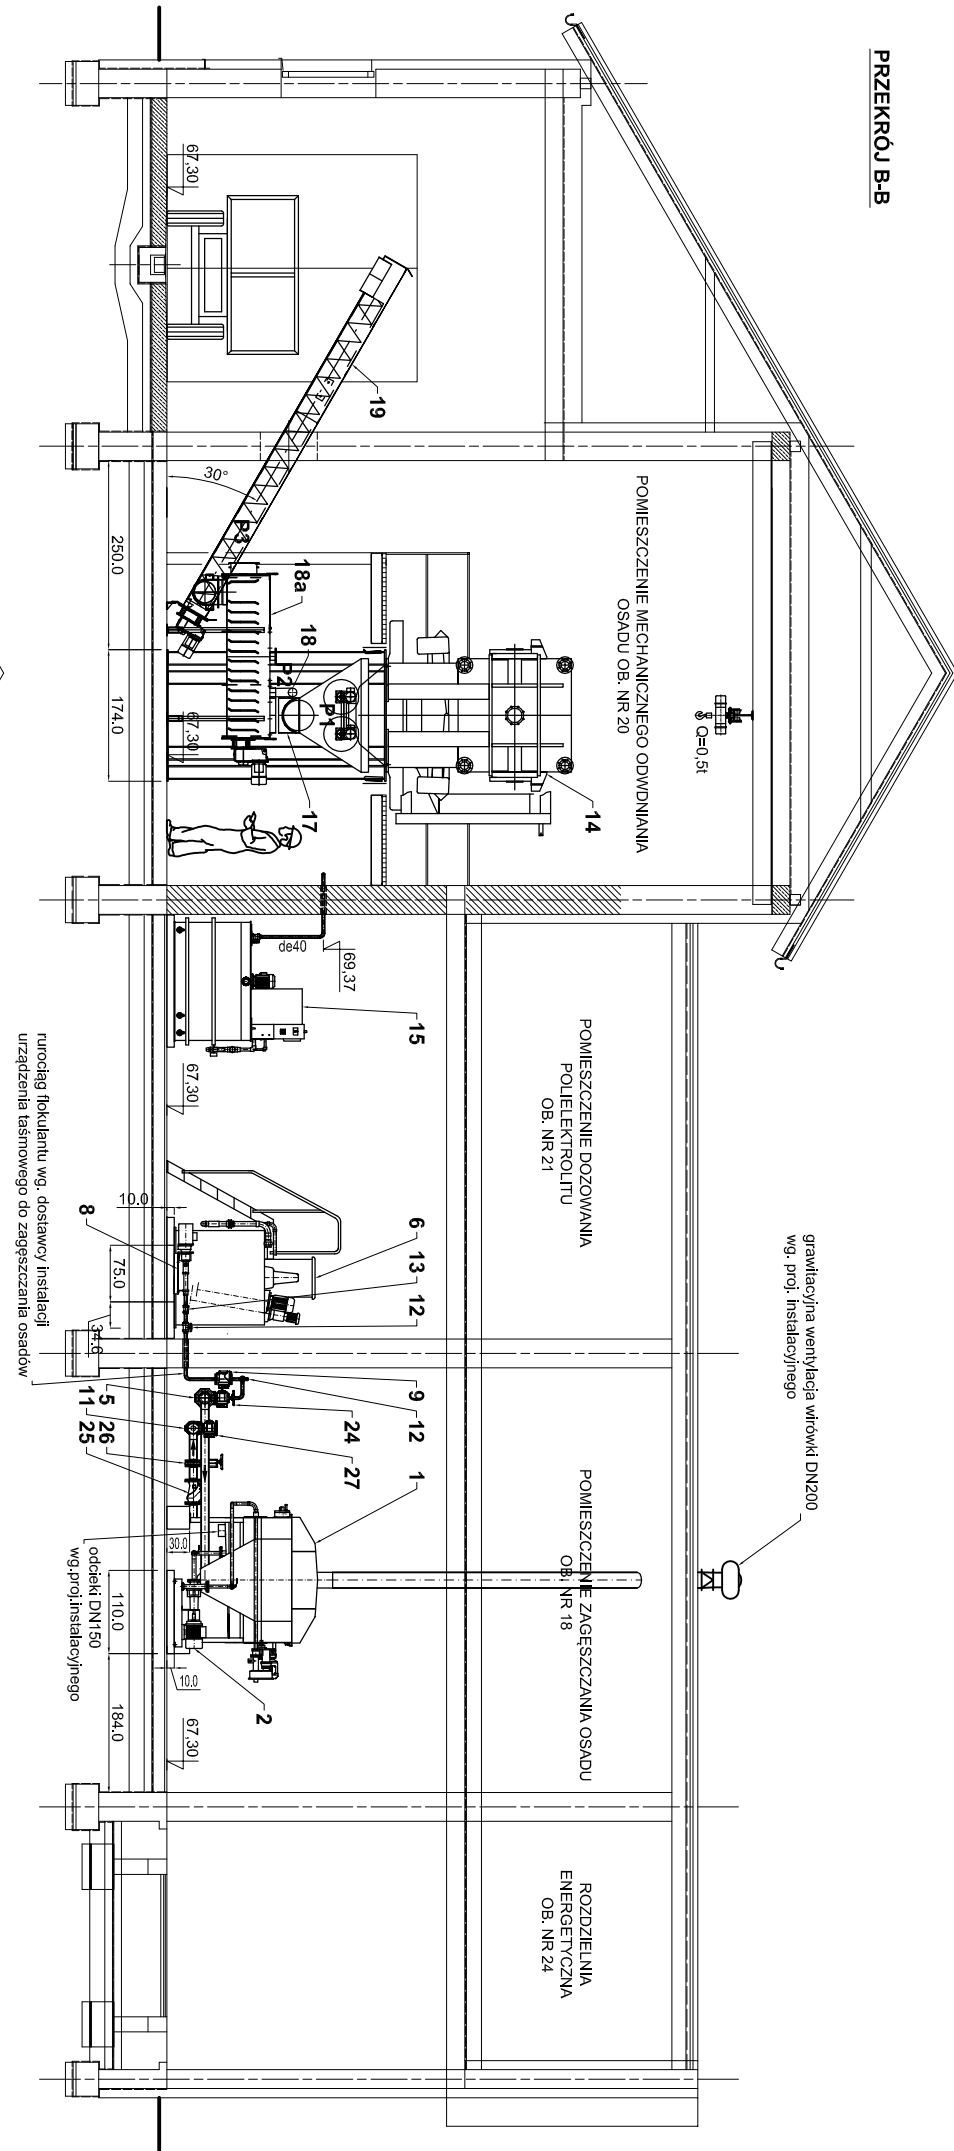 PRZEKRÓJ B-B
Q=0,5t
POMIESZCZENIE MECHANICZNEGO ODWDNIANIA
OSADU OB. NR 20
grawitacyjna wentylacja wirówki DN200
wg. proj. instalacyjnego
POMIESZCZENIE DOZOWANIA
POLIELEKTROLITU
OB. NR 21
POMIESZCZENIE ZAGĘSZCZANIA OSADU
OB. NR 18
ROZDZIELNIA
ENERGETYCZNA
OB. NR 24
14
19
18a
18
17
P1
P2
P3
30°
15
69,37
de40
6
13
12
9
12
24
27
1
67,30
67,30
67,30
67,30
250.0
174.0
10.0
75.0
34.6
8
5
11
26
25
30.0
110.0
10.0
184.0
2
odcieki DN150
wg.proj.instalacyjnego
rurociąg flokulantu wg. dostawcy instalacji
urządzenia taśmowego do zagęszczania osadów